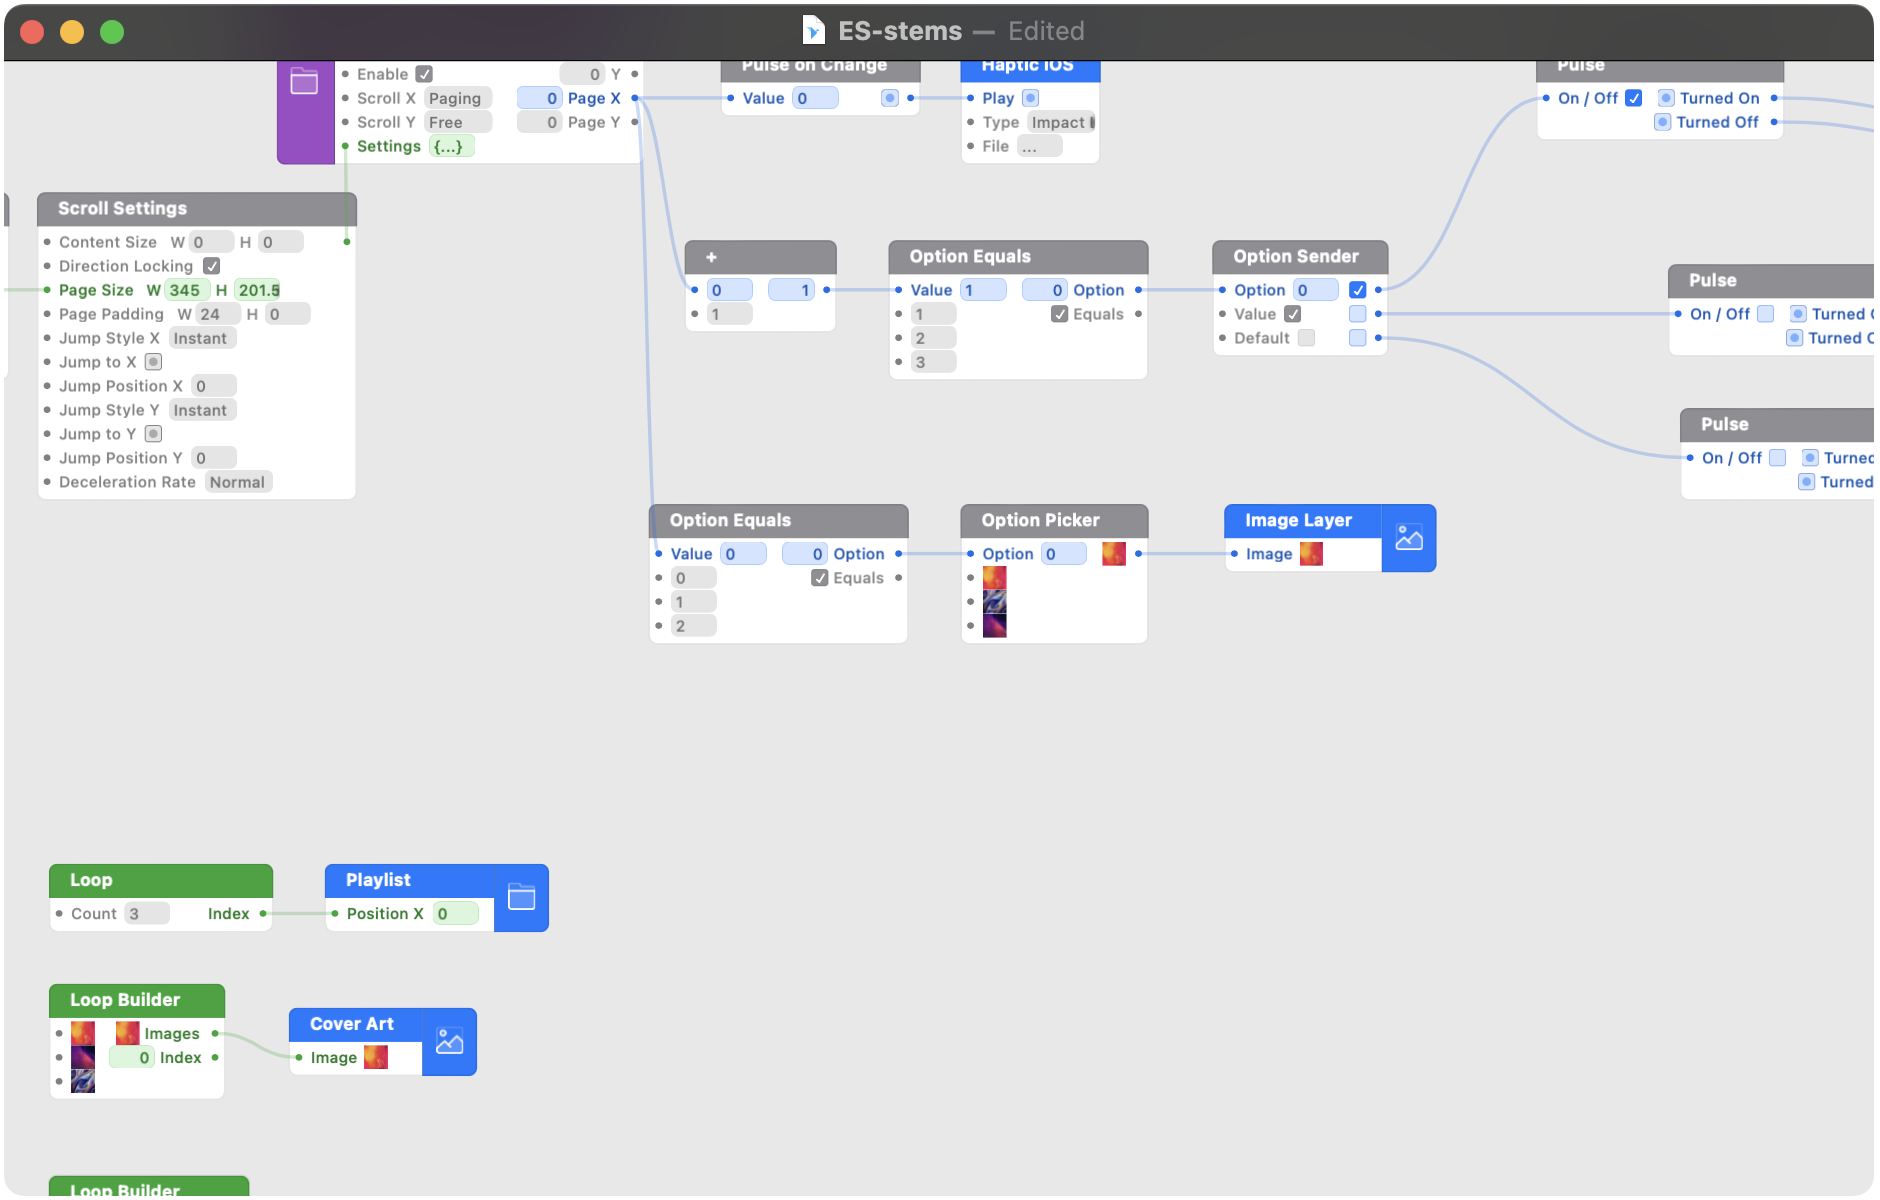 ES-stems — Edited
Enable
0 Y
Scroll X Paging
0 Page X
Scroll Y Free
0 Page Y
Settings {...}
Pulse on Change
Value 0
Haptic iOS
Play
Type Impact
File ...
Pulse
On / Off
Turned On
Turned Off
Scroll Settings
Content Size W 0 H 0
Direction Locking
Page Size W 345 H 201.5
Page Padding W 24 H 0
Jump Style X Instant
Jump to X
Jump Position X 0
Jump Style Y Instant
Jump to Y
Jump Position Y 0
Deceleration Rate Normal
+
0 1
1
Option Equals
Value 1 0 Option
1 Equals
2
3
Option Sender
Option 0
Value
Default
Pulse
On / Off Turned
Turned
Pulse
On / Off Turned
Turned
Option Equals
Value 0 0 Option
0 Equals
1
2
Option Picker
Option 0
Image Layer
Image
Loop
Count 3 Index
Playlist
Position X 0
Loop Builder
Images
0 Index
Cover Art
Image
Loop Builder